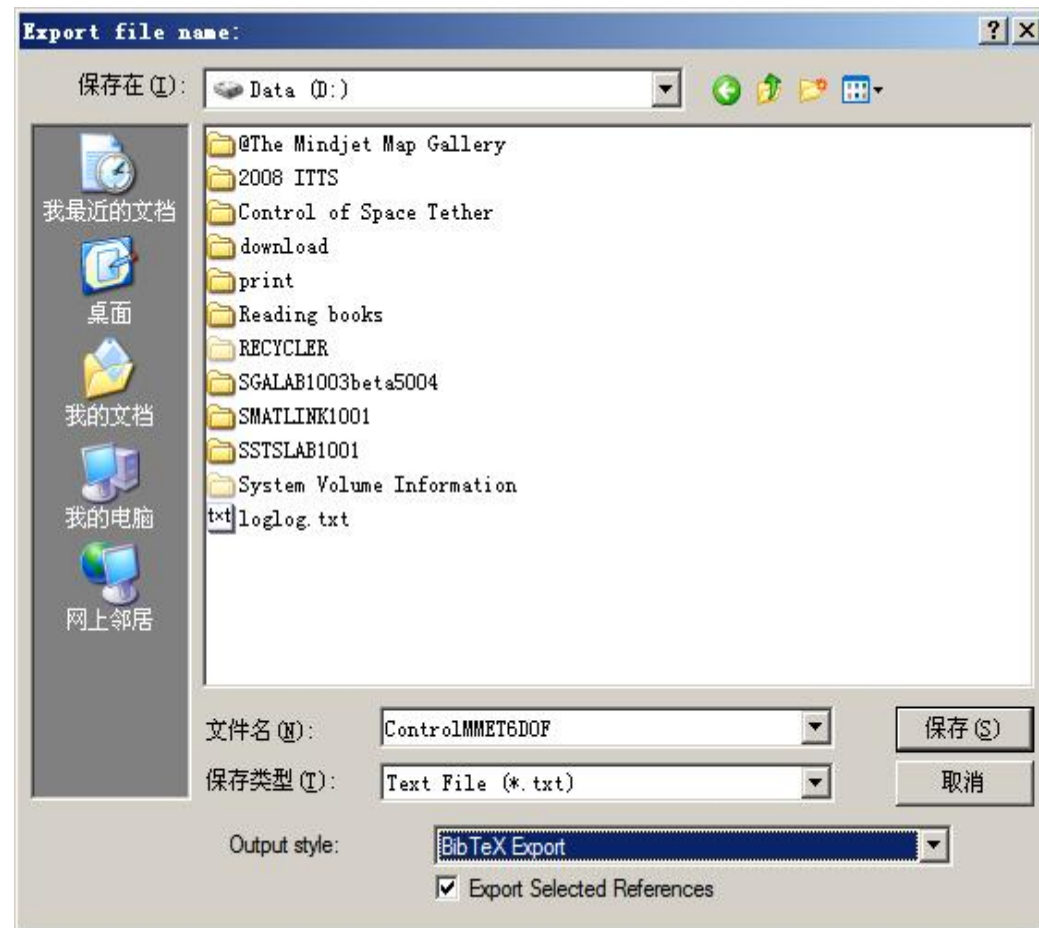 Export file name:
保存在(I):
Data (D:)
我最近的文档
桌面
我的文档
我的电脑
网上邻居
@The Mindjet Map Gallery
2008 ITTS
Control of Space Tether
download
print
Reading books
RECYCLER
SGALAB1003beta5004
SMATLINK1001
SSTSLAB1001
System Volume Information
txt loglog.txt
文件名(N):
ControlMMET6DOF
保存(S)
保存类型(T):
Text File (*.txt)
取消
Output style:
BibTeX Export
Export Selected References